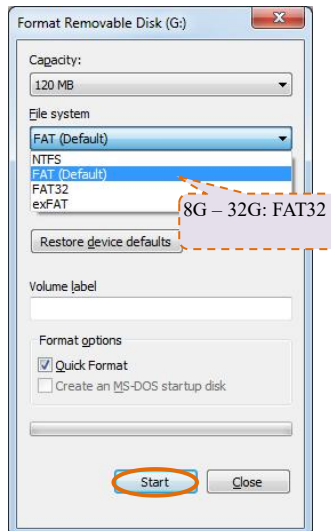 Format Removable Disk (G:)
Capacity:
120 MB
File system
FAT (Default)
NTFS
FAT (Default)
FAT32
exFAT
8G – 32G: FAT32
Restore device defaults
Volume label
Format options
Quick Format
Create an MS-DOS startup disk
Start
Close